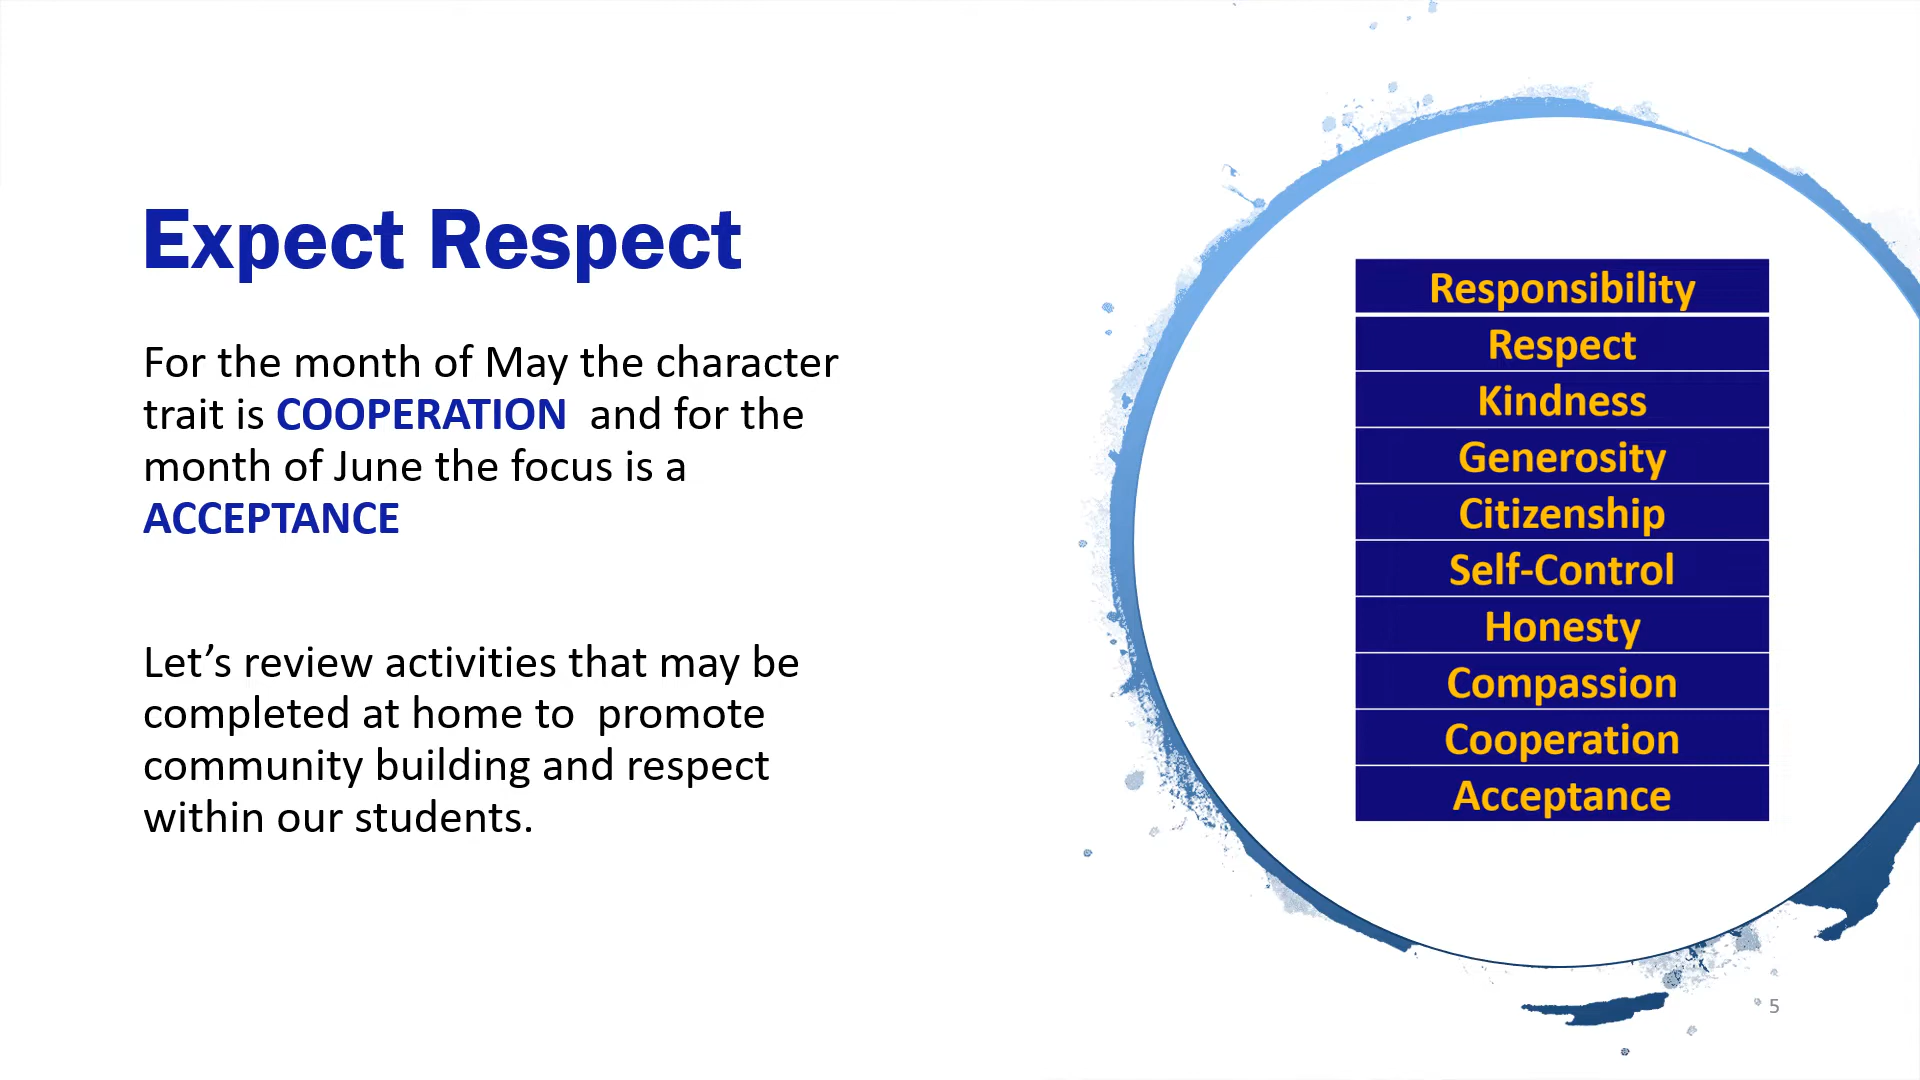 Expect Respect
For the month of May the character
trait is COOPERATION  and for the
month of June the focus is a
ACCEPTANCE
Let’s review activities that may be
completed at home to  promote
community building and respect
within our students.
Responsibility
Respect
Kindness
Generosity
Citizenship
Self-Control
Honesty
Compassion
Cooperation
Acceptance
5